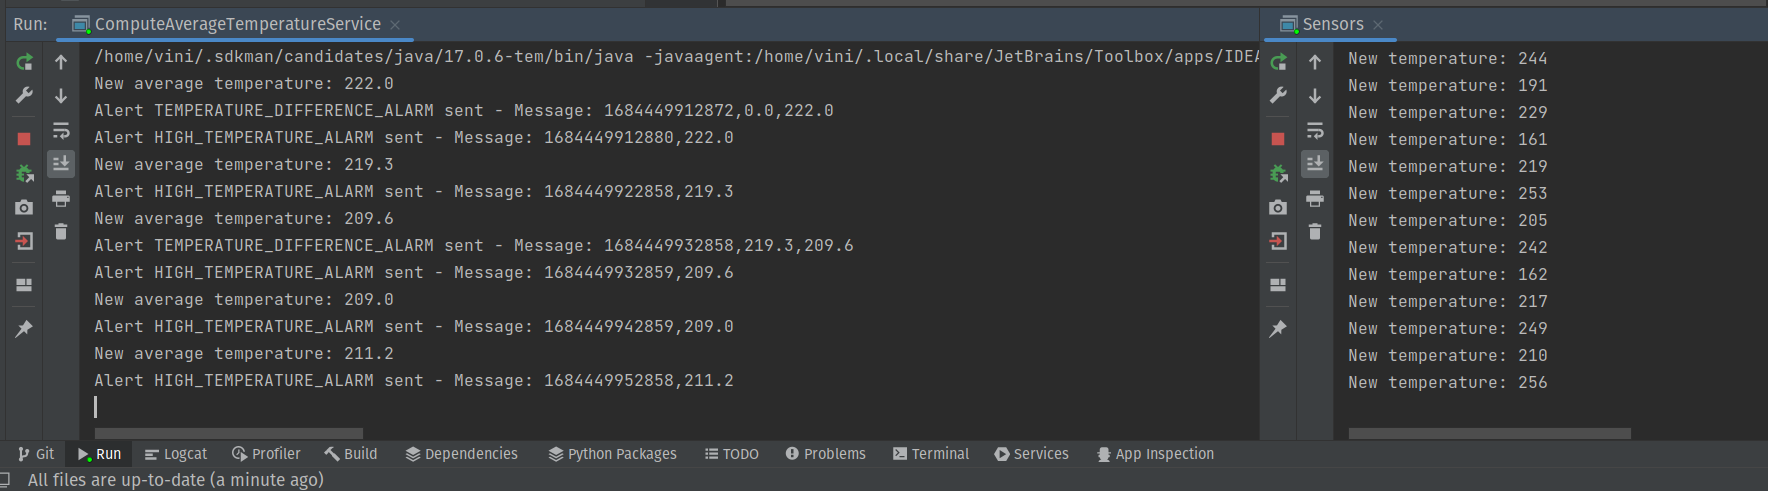 Run: ComputeAverageTemperatureService
/home/vini/.sdkman/candidates/java/17.0.6-tem/bin/java -javaagent:/home/vini/.local/share/JetBrains/Toolbox/apps/IDEA
New average temperature: 222.0
Alert TEMPERATURE_DIFFERENCE_ALARM sent - Message: 1684449912872,0.0,222.0
Alert HIGH_TEMPERATURE_ALARM sent - Message: 1684449912880,222.0
New average temperature: 219.3
Alert HIGH_TEMPERATURE_ALARM sent - Message: 1684449922858,219.3
New average temperature: 209.6
Alert TEMPERATURE_DIFFERENCE_ALARM sent - Message: 1684449932858,219.3,209.6
Alert HIGH_TEMPERATURE_ALARM sent - Message: 1684449932859,209.6
New average temperature: 209.0
Alert HIGH_TEMPERATURE_ALARM sent - Message: 1684449942859,209.0
New average temperature: 211.2
Alert HIGH_TEMPERATURE_ALARM sent - Message: 1684449952858,211.2
Sensors
New temperature: 244
New temperature: 191
New temperature: 229
New temperature: 161
New temperature: 219
New temperature: 253
New temperature: 205
New temperature: 242
New temperature: 162
New temperature: 217
New temperature: 249
New temperature: 210
New temperature: 256
Git Run Logcat Profiler Build Dependencies Python Packages TODO Problems Terminal Services App Inspection
All files are up-to-date (a minute ago)